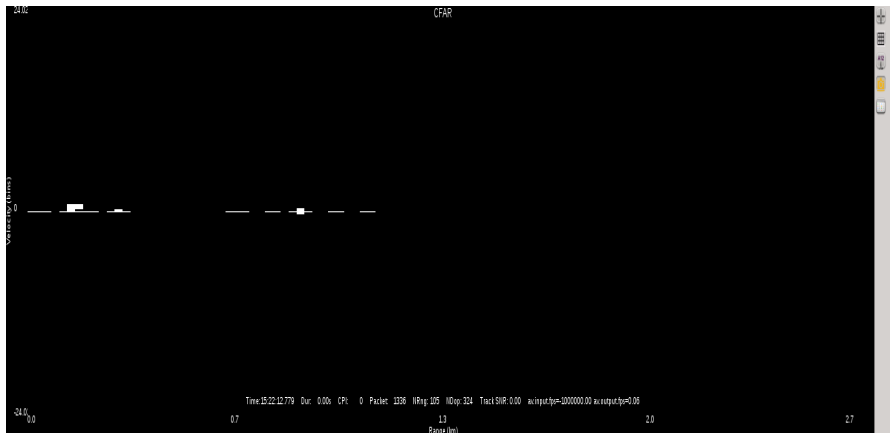 24.02
CFAR
Velocity (bins)
0
Time:15:22:12.779 Dur: 0.00s CPI: 0 Packet: 1336 NRng: 105 NDop: 324 Track SNR: 0.00 av.input.fps=-1000000.00 av.output.fps=0.06
-24.0
0.0 0.7 1.3 2.0 2.7
Range (km)